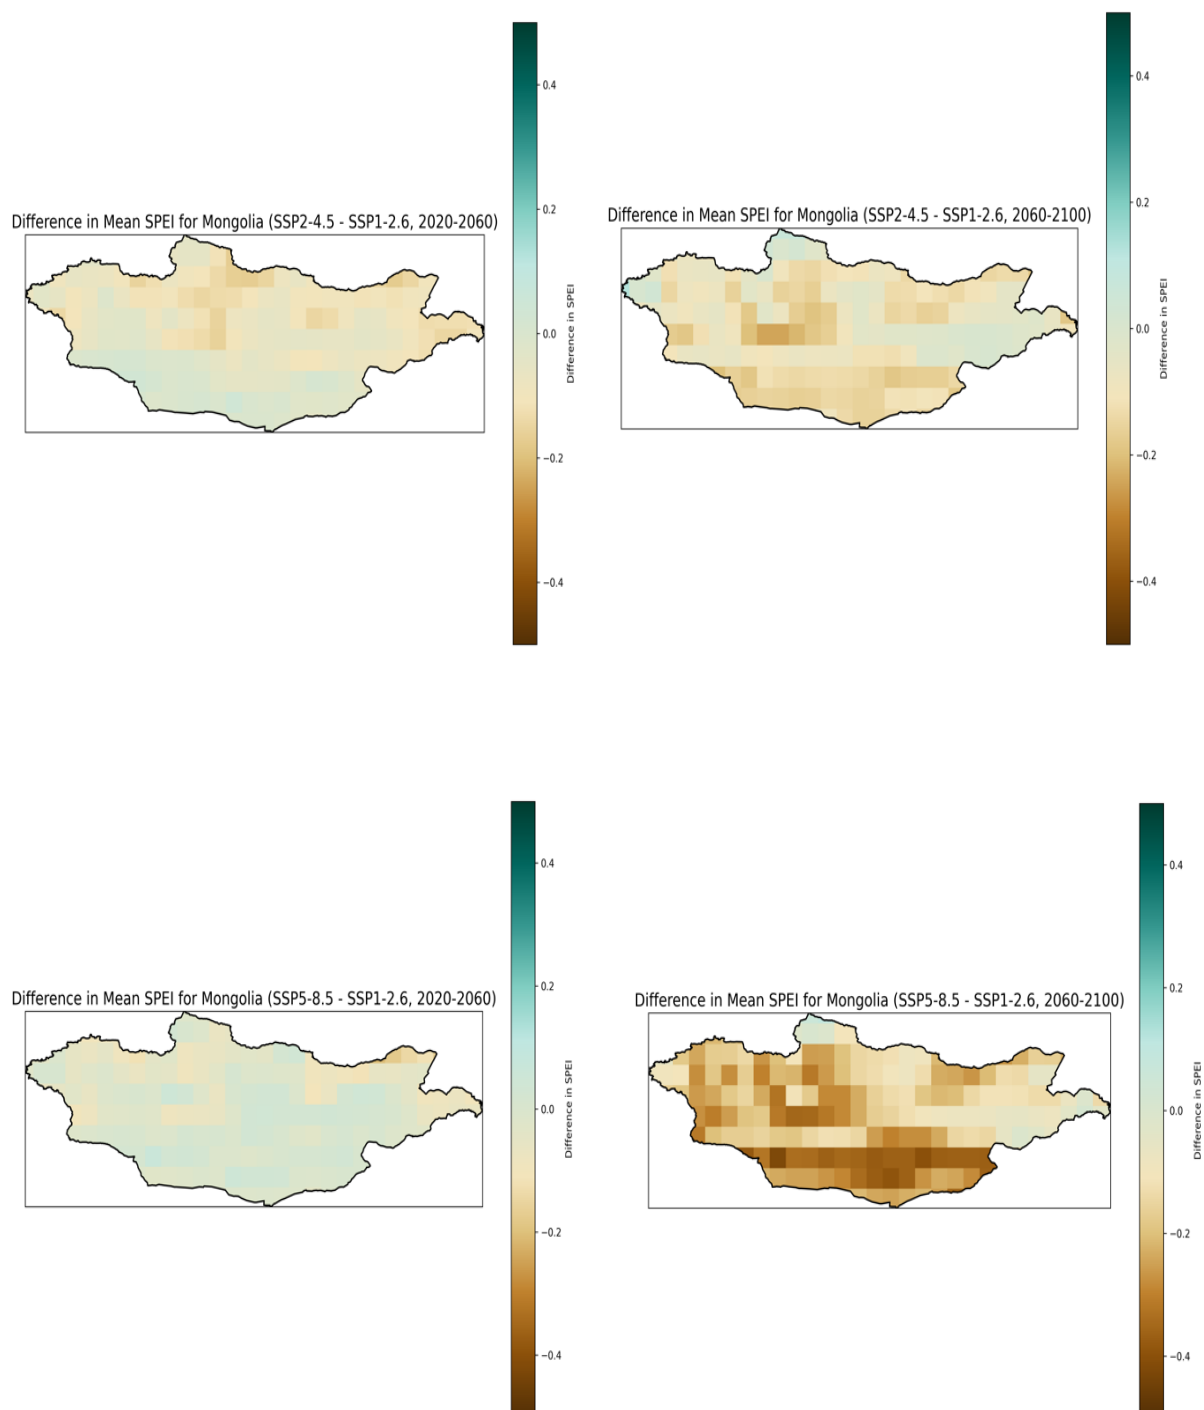 Difference in Mean SPEI for Mongolia (SSP2-4.5 - SSP1-2.6, 2020-2060)
0.4
0.2
0.0
−0.2
−0.4
Difference in SPEI
Difference in Mean SPEI for Mongolia (SSP2-4.5 - SSP1-2.6, 2060-2100)
0.4
0.2
0.0
−0.2
−0.4
Difference in SPEI
Difference in Mean SPEI for Mongolia (SSP5-8.5 - SSP1-2.6, 2020-2060)
0.4
0.2
0.0
−0.2
−0.4
Difference in SPEI
Difference in Mean SPEI for Mongolia (SSP5-8.5 - SSP1-2.6, 2060-2100)
0.4
0.2
0.0
−0.2
−0.4
Difference in SPEI